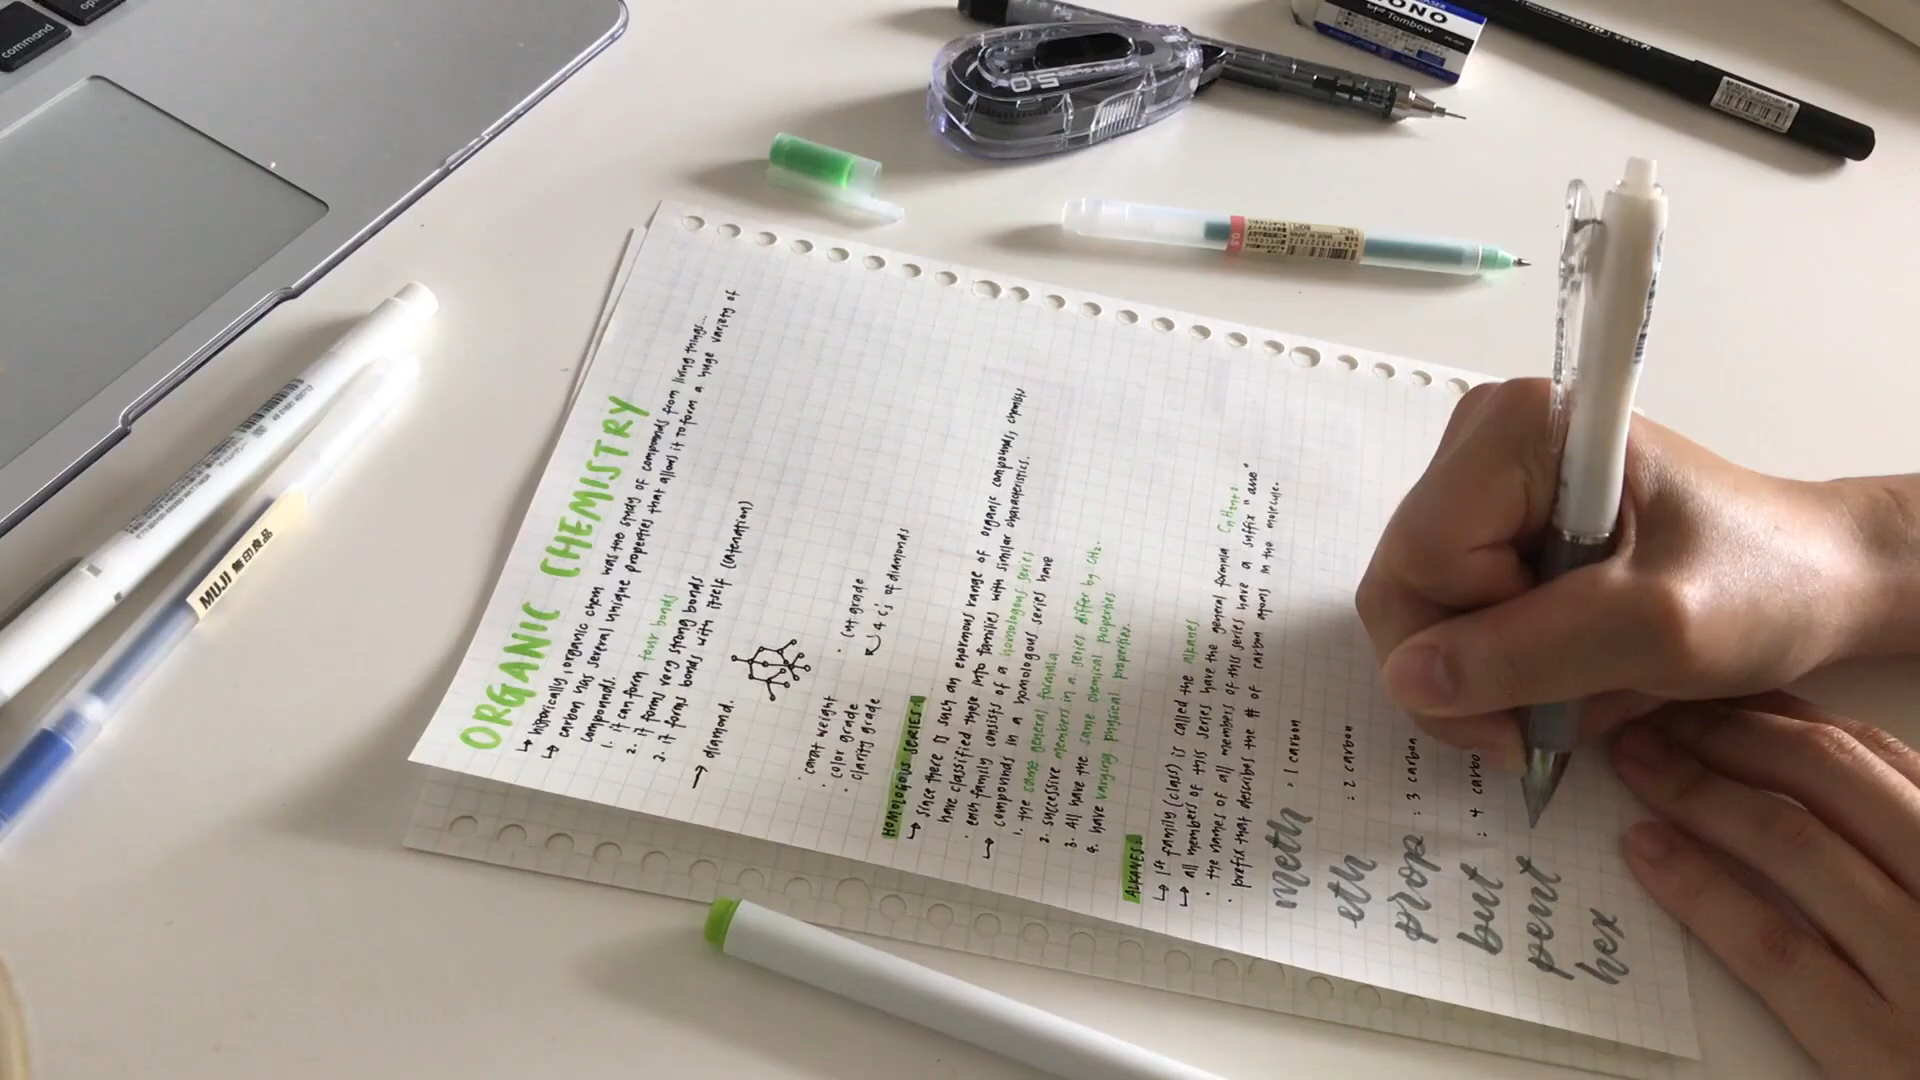 command
MONO
Tombow
5.0
0.5
MUJI 無印良品
ORGANIC CHEMISTRY
↳ historically, organic chem was the study of compounds from living things...
↳ carbon has several unique properties that allows it to form a huge variety of
compounds.
1. it can form four bonds
2. it forms very strong bonds
2. it forms bonds with itself (catenation)
→ diamond.
· carat weight
· color grade
· clarity grade
· cut grade
4 C's of diamonds
HOMOLOGOUS SERIES:
↳ since there is such an enormous range of organic compounds, chemists
have classified them into families with similar characteristics.
· each family consists of a homologous series
↳ compounds in a homologous series have
1. the same general formula
2. successive members in a series differ by CH2.
3. All have the same chemical properties
4. have varying physical properties.
ALKANES:
↳ 1st family (class) is called the alkanes
↳ all members of this series have the general formula CnH2n+2
· the names of all members of this series have a suffix "ane"
· prefix that describes the # of carbon atoms in the molecule.
meth : 1 carbon
eth : 2 carbon
prop : 3 carbon
but : 4 carbo
pent
hex